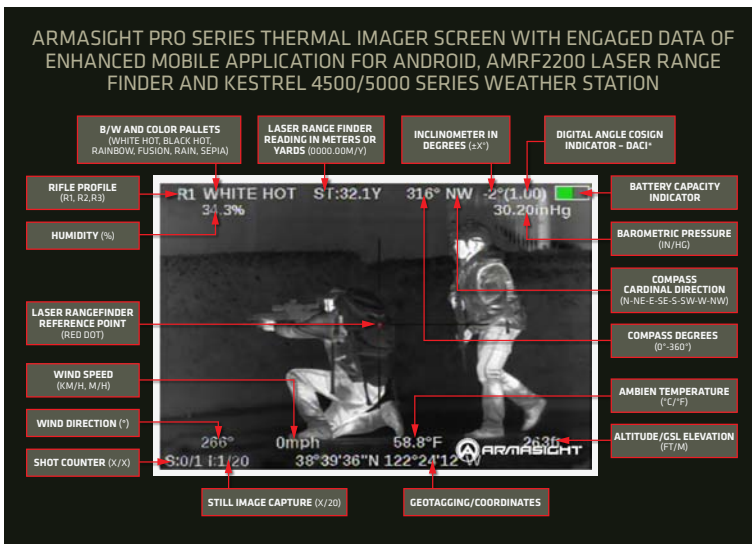 ARMASIGHT PRO SERIES THERMAL IMAGER SCREEN WITH ENGAGED DATA OF
ENHANCED MOBILE APPLICATION FOR ANDROID, AMRF2200 LASER RANGE
FINDER AND KESTREL 4500/5000 SERIES WEATHER STATION
B/W AND COLOR PALLETS
(WHITE HOT, BLACK HOT,
RAINBOW, FUSION, RAIN, SEPIA)
LASER RANGE FINDER
READING IN METERS OR
YARDS (0000.00M/Y)
INCLINOMETER IN
DEGREES (±X°)
DIGITAL ANGLE COSIGN
INDICATOR – DACI*
RIFLE PROFILE
(R1, R2,R3)
HUMIDITY (%)
LASER RANGEFINDER
REFERENCE POINT
(RED DOT)
WIND SPEED
(KM/H, M/H)
WIND DIRECTION (°)
SHOT COUNTER (X/X)
R1 WHITE HOT ST:32.1Y 316° NW -2°(1.00)
34.3% 30.20inHg
266° 0mph 58.8°F 263ft
ARMASIGHT
S:0/1 i:1/20 38°39'36"N 122°24'12"W
BATTERY CAPACITY
INDICATOR
BAROMETRIC PRESSURE
(IN/HG)
COMPASS
CARDINAL DIRECTION
(N-NE-E-SE-S-SW-W-NW)
COMPASS DEGREES
(0°-360°)
AMBIEN TEMPERATURE
(°C/°F)
ALTITUDE/GSL ELEVATION
(FT/M)
STILL IMAGE CAPTURE (X/20)
GEOTAGGING/COORDINATES